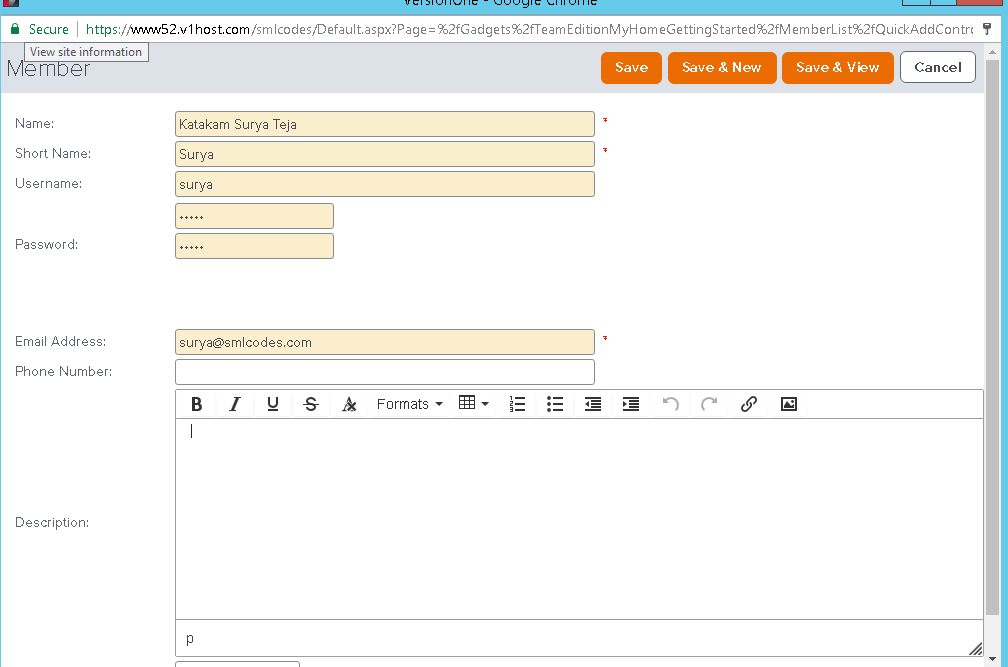 VersionOne - Google Chrome
Secure https://www52.v1host.com/smlcodes/Default.aspx?Page=%2fGadgets%2fTeamEditionMyHomeGettingStarted%2fMemberList%2fQuickAddContro
View site information
Member Save Save & New Save & View Cancel
Name: Katakam Surya Teja *
Short Name: Surya *
Username: surya
•••••
Password: •••••
Email Address: surya@smlcodes.com *
Phone Number:
B I U S A Formats
Description:
p